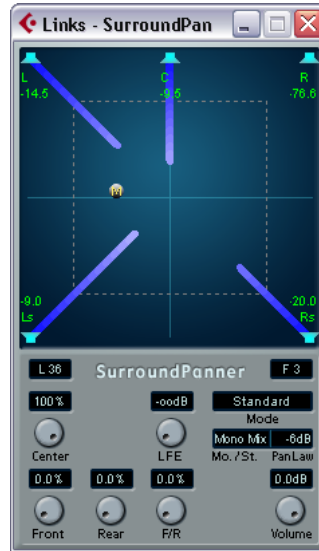 Links - SurroundPan
L C R
-14.5 -9.5 -76.6
M
-9.0 -20.0
Ls Rs
L 36 SurroundPanner F 3
100% -oodB Standard
Mode
Mono Mix -6dB
Center LFE Mo./St. PanLaw
0.0% 0.0% 0.0% 0.0dB
Front Rear F/R Volume